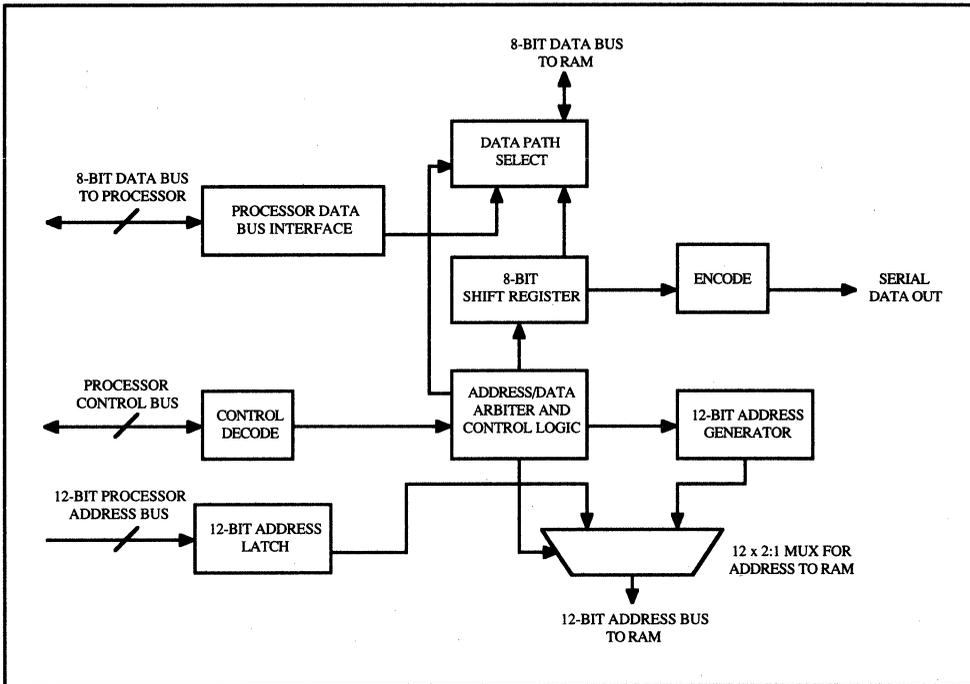 8-BIT DATA BUS
TO RAM
DATA PATH
SELECT
8-BIT DATA BUS
TO PROCESSOR
PROCESSOR DATA
BUS INTERFACE
8-BIT
SHIFT REGISTER
ENCODE
SERIAL
DATA OUT
PROCESSOR
CONTROL BUS
CONTROL
DECODE
ADDRESS/DATA
ARBITER AND
CONTROL LOGIC
12-BIT ADDRESS
GENERATOR
12-BIT PROCESSOR
ADDRESS BUS
12-BIT ADDRESS
LATCH
12 x 2:1 MUX FOR
ADDRESS TO RAM
12-BIT ADDRESS BUS
TO RAM